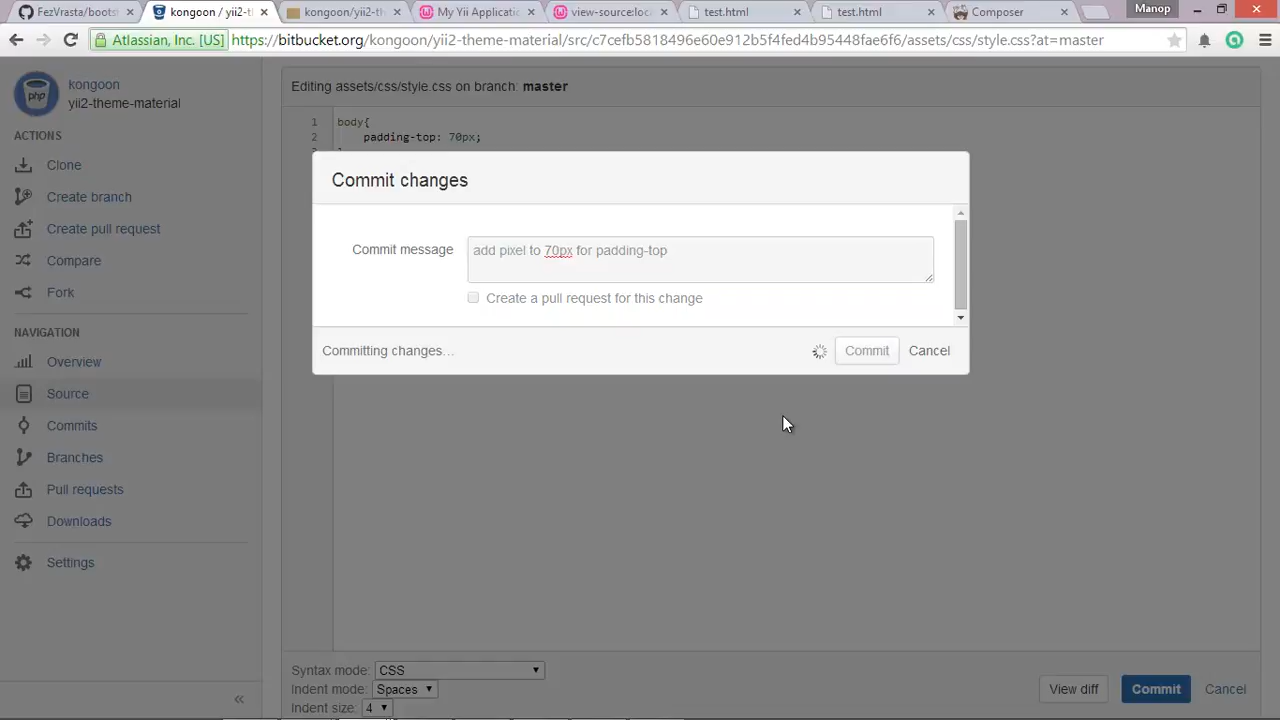 FezVrasta/boots
kongoon / yii2-
kongoon/yii2-th
My Yii Applicatio
view-source:loc
test.html
test.html
Composer
Manop
Atlassian, Inc. [US]
https://bitbucket.org/kongoon/yii2-theme-material/src/c7cefb5818496e60e912b5f4fed4b95448fae6f6/assets/css/style.css?at=master
php
kongoon
yii2-theme-material
ACTIONS
Clone
Create branch
Create pull request
Compare
Fork
NAVIGATION
Overview
Source
Commits
Branches
Pull requests
Downloads
Settings
«
Editing assets/css/style.css on branch: master
1 body{
2 padding-top: 70px;
Commit changes
Commit message
add pixel to 70px for padding-top
Create a pull request for this change
Committing changes…
Commit
Cancel
Syntax mode: CSS
Indent mode: Spaces
Indent size: 4
View diff
Commit
Cancel